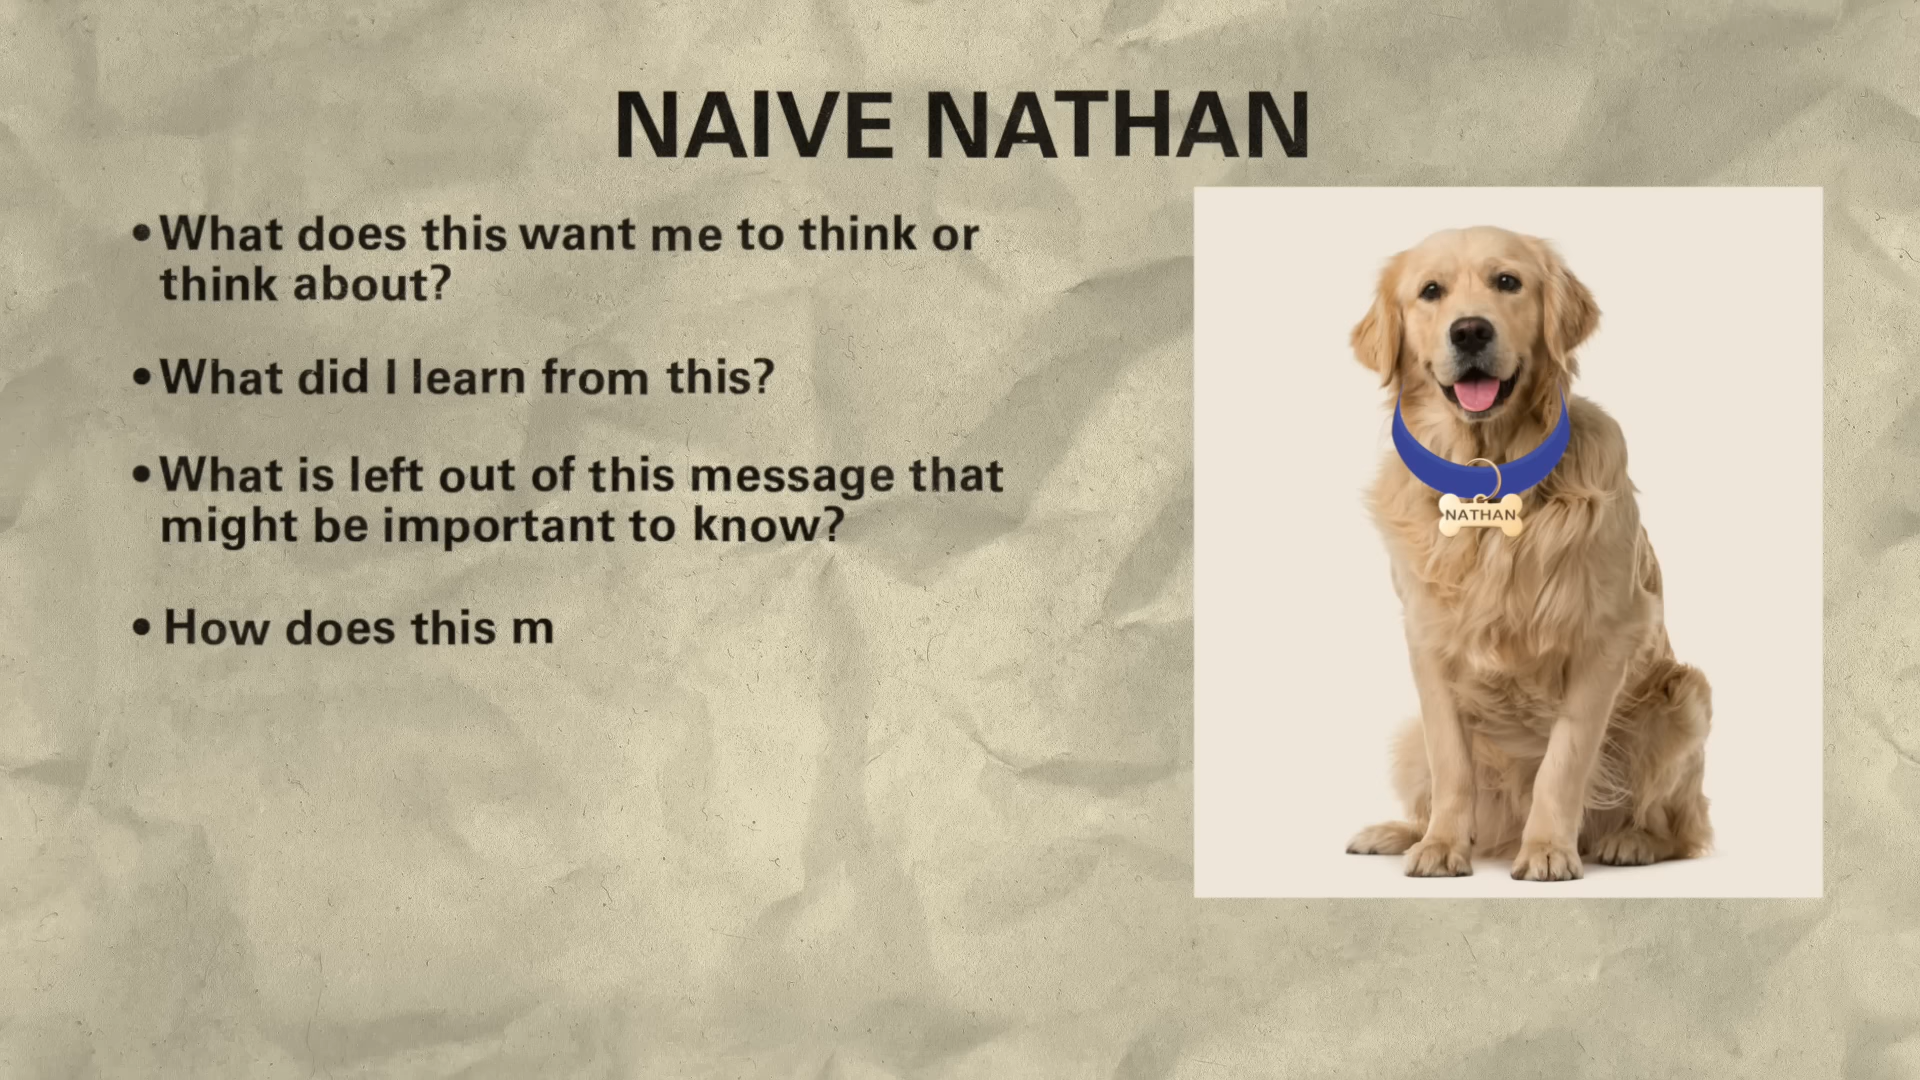 NAIVE NATHAN
• What does this want me to think or
think about?
• What did I learn from this?
• What is left out of this message that
might be important to know?
• How does this m
NATHAN